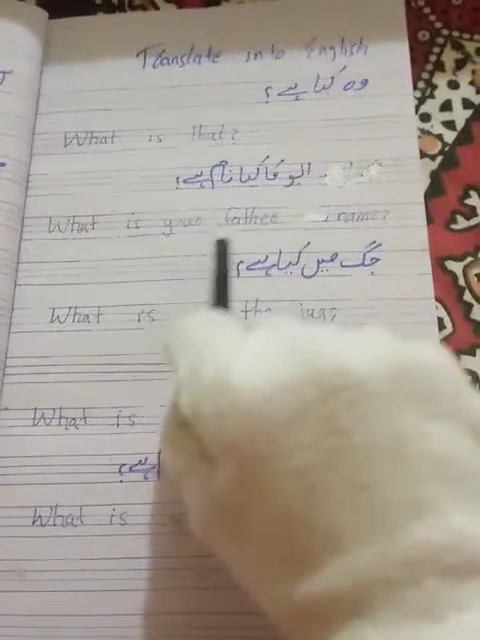 Translate into English
وہ کیا ہے؟
What is that?
ابو کا کیا نام ہے؟
What is your father name?
جگ میں کیا ہے؟
What is the jug?
What is
ہے؟
What is